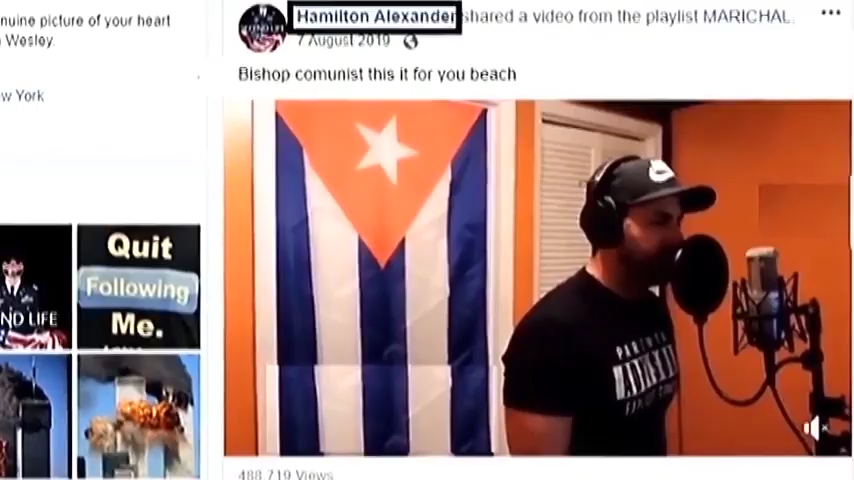 nuine picture of your heart
Wesley.
w York
Quit
Following
Me.
ND LIFE
Hamilton Alexander shared a video from the playlist MARICHAL.
7 August 2019
Bishop comunist this it for you beach
488,719 Views